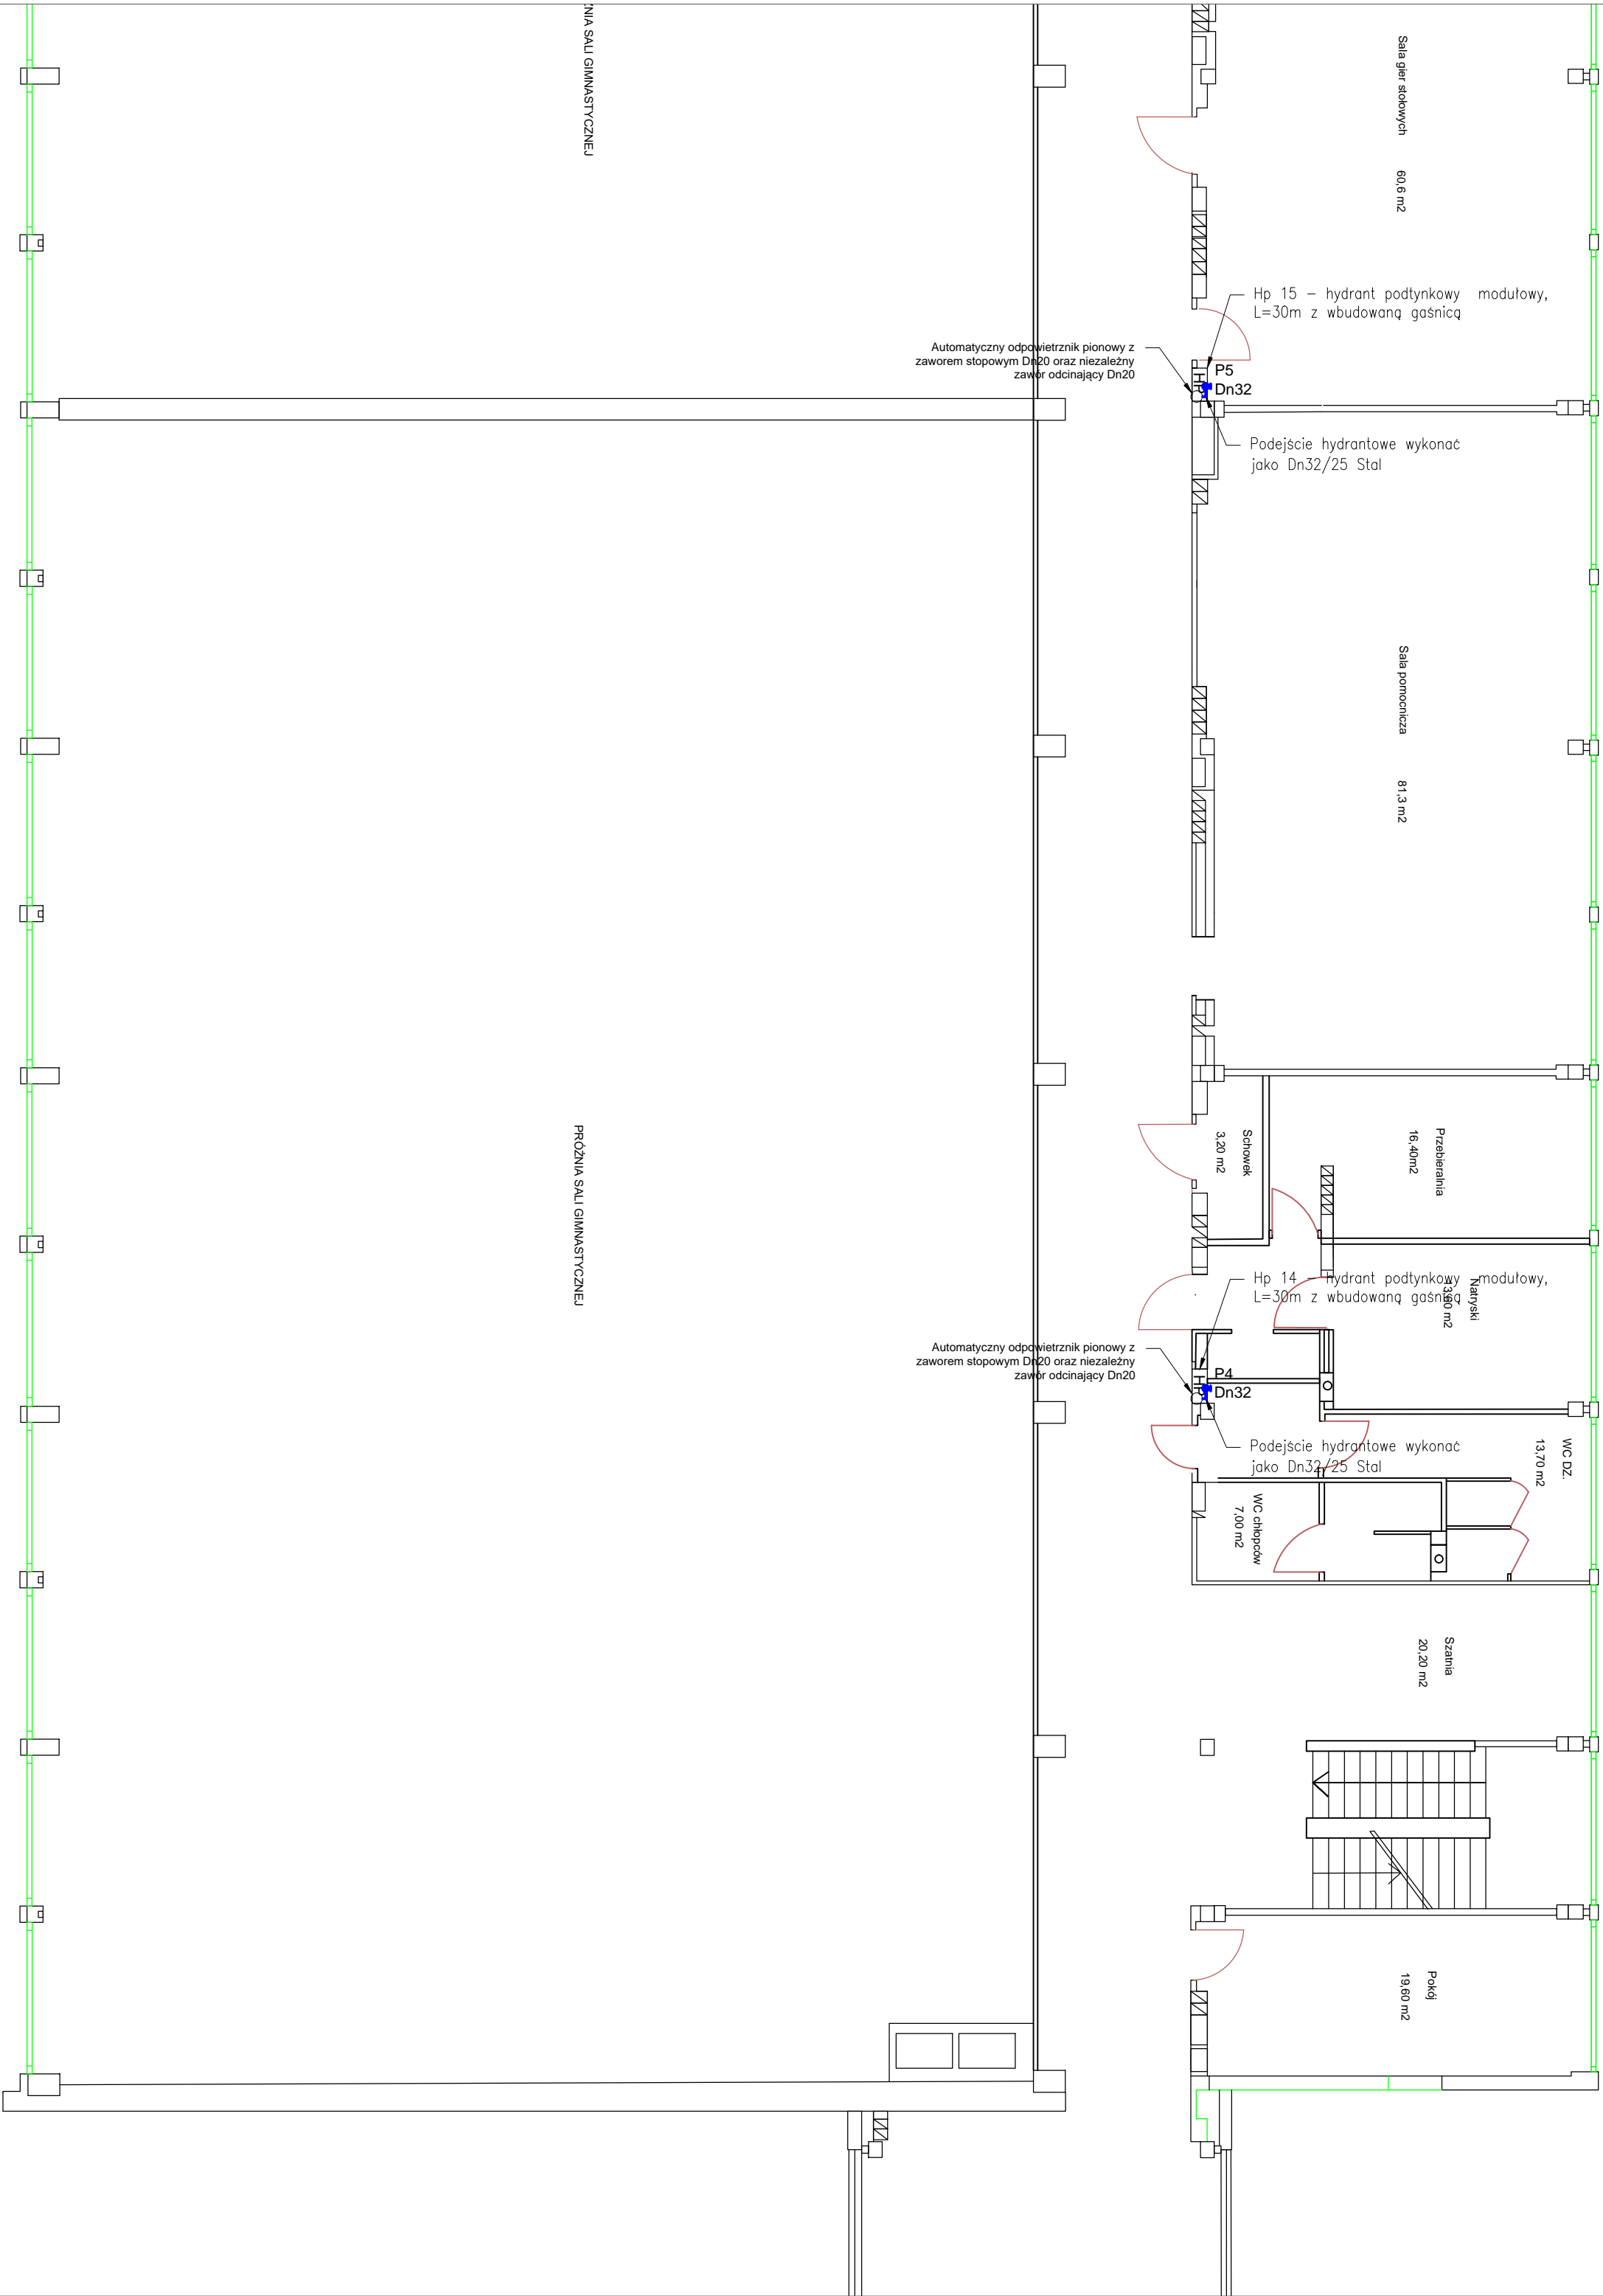 ŻNIA SALI GIMNASTYCZNEJ
Sala gier stołowych 60,6 m2
Hp 15 – hydrant podtynkowy modułowy,
L=30m z wbudowaną gaśnicą
Automatyczny odpowietrznik pionowy z
zaworem stopowym Dn20 oraz niezależny
zawór odcinający Dn20
P5
Dn32
H
Podejście hydrantowe wykonać
jako Dn32/25 Stal
Sala pomocnicza 81,3 m2
PRÓŻNIA SALI GIMNASTYCZNEJ
Schowek
3,20 m2
Przebieralnia
16,40m2
Hp 14 – hydrant podtynkowy modułowy,
L=30m z wbudowaną gaśnicą
Natryski
13,60 m2
Automatyczny odpowietrznik pionowy z
zaworem stopowym Dn20 oraz niezależny
zawór odcinający Dn20
P4
Dn32
H
Podejście hydrantowe wykonać
jako Dn32/25 Stal
WC DZ.
13,70 m2
WC chłopców
7,00 m2
Szatnia
20,20 m2
Pokój
19,60 m2